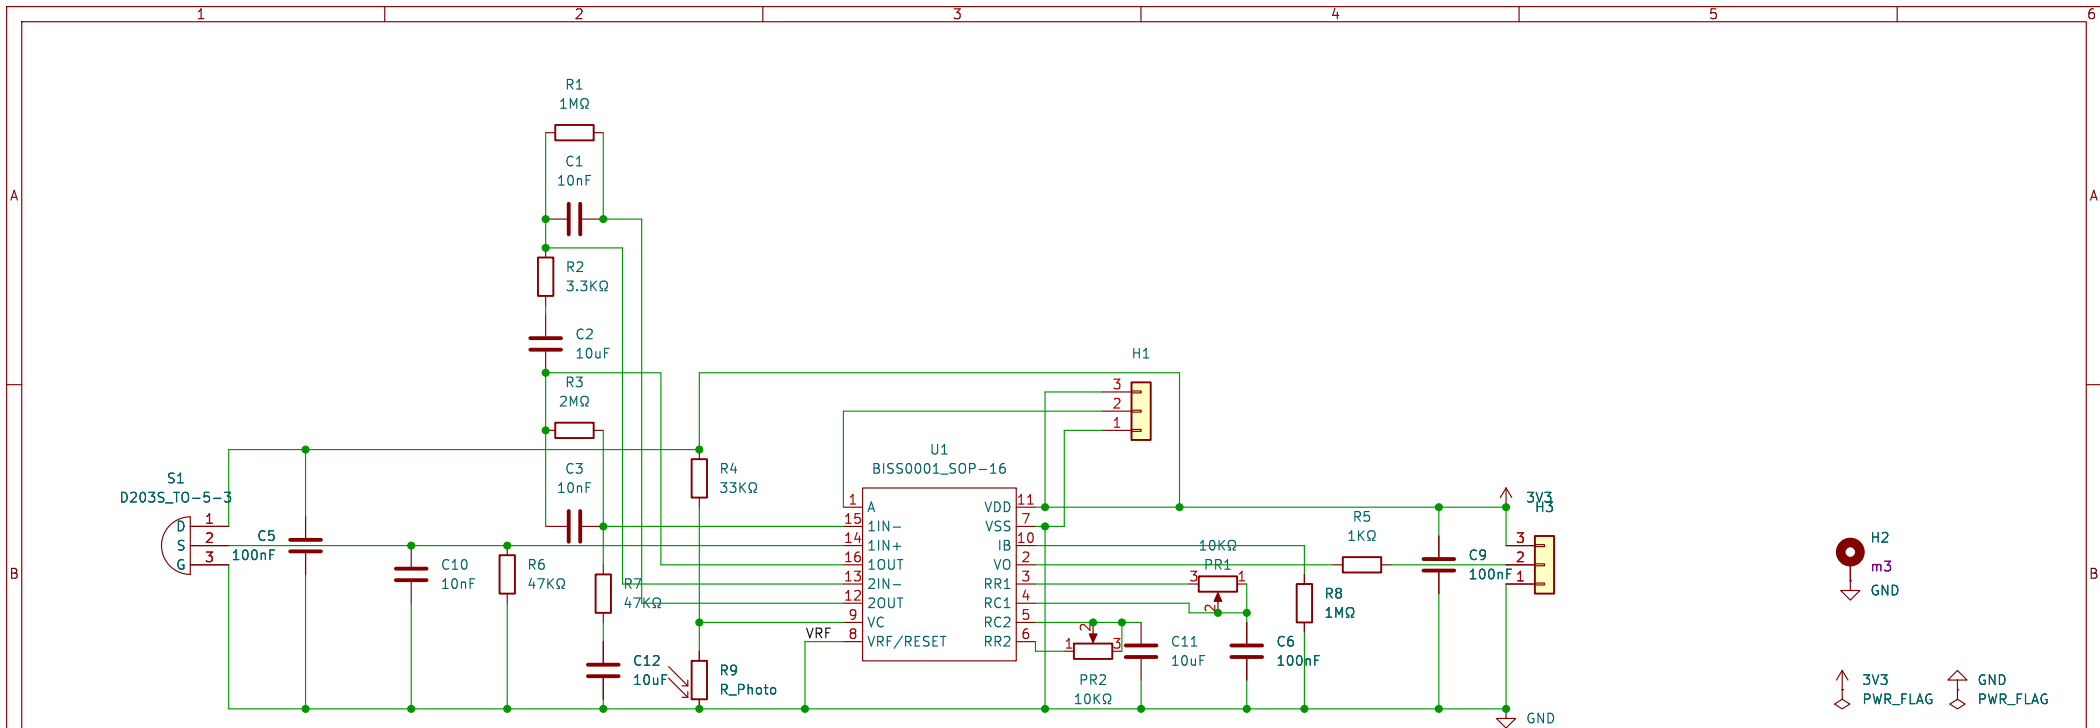 1 2 3 4 5 6
R1
1MΩ
C1
10nF
A A
R2
3.3KΩ
C2
10uF
R3
2MΩ
C3
10nF
H1
3
2
1
R4
33KΩ
U1
BISS0001_SOP-16
1 A
15 1IN-
14 1IN+
16 1OUT
13 2IN-
12 2OUT
9 VC
8 VRF/RESET
VDD 11
VSS 7
IB 10
VO 2
RR1 3
RC1 4
RC2 5
RR2 6
S1
D203S_TO-5-3
D 1
S 2
G 3
C5
100nF
C10
10nF
R6
47KΩ
R7
47KΩ
C12
10uF
R9
R_Photo
VRF
10KΩ
PR1
3 1
2
2
1 3
PR2
10KΩ
C11
10uF
C6
100nF
R8
1MΩ
R5
1KΩ
C9
100nF
3V3
H3
3
2
1
GND
H2
m3
GND
B B
3V3
PWR_FLAG
GND
PWR_FLAG